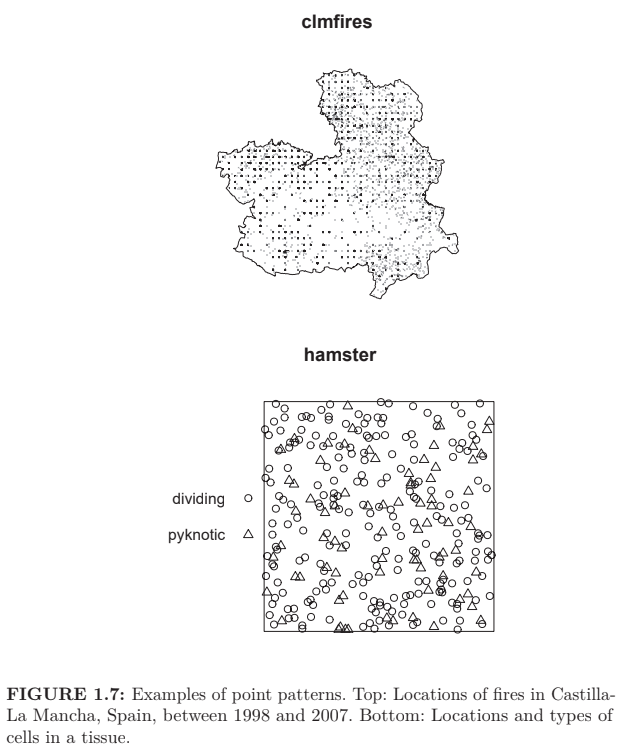 clmfires
hamster
dividing
pyknotic
FIGURE 1.7: Examples of point patterns. Top: Locations of fires in Castilla-
La Mancha, Spain, between 1998 and 2007. Bottom: Locations and types of
cells in a tissue.